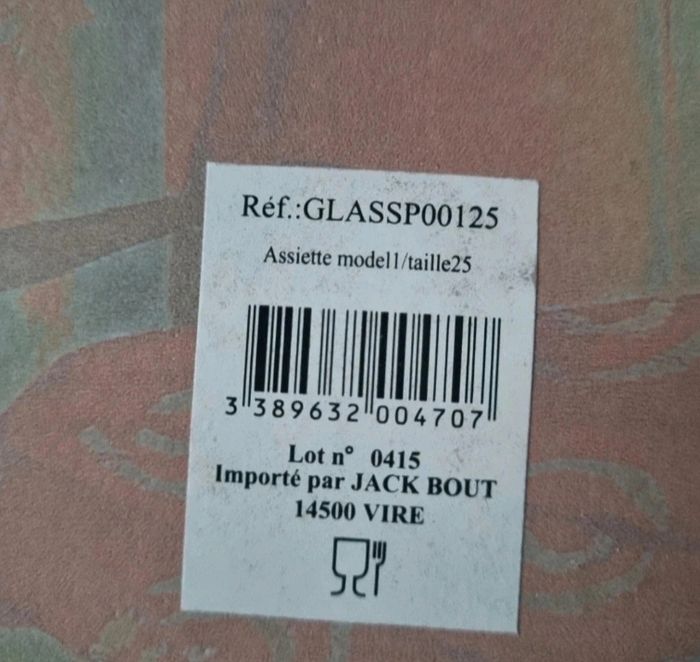 Réf.:GLASSP00125
Assiette model1/taille25
3 389632 004707
Lot n° 0415
Importé par JACK BOUT
14500 VIRE